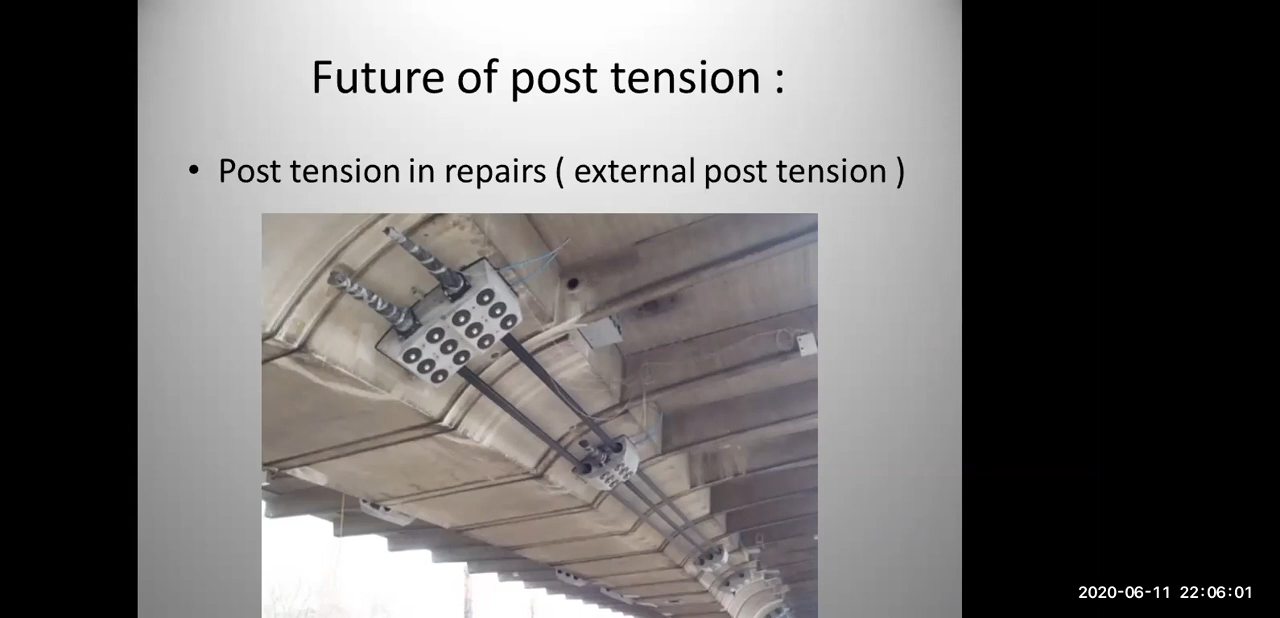 Future of post tension :
• Post tension in repairs ( external post tension )
2020-06-11 22:06:01